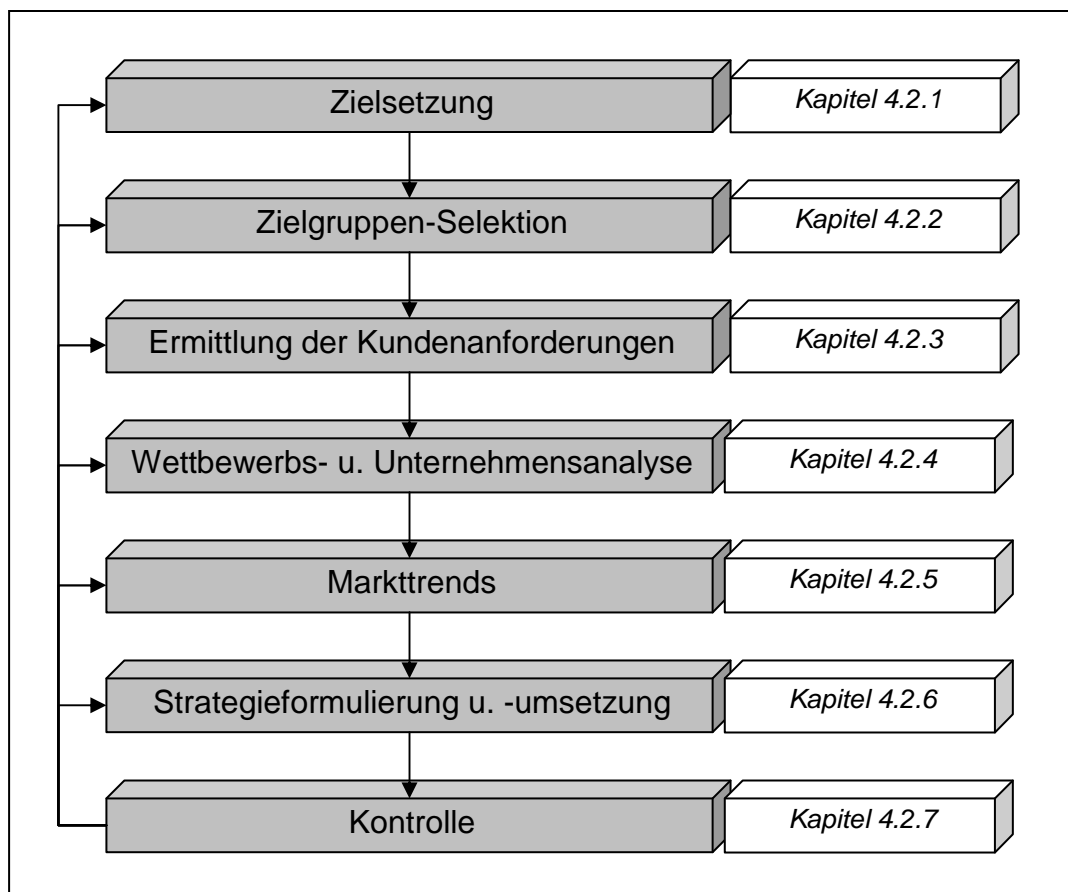 Zielsetzung
Kapitel 4.2.1
Zielgruppen-Selektion
Kapitel 4.2.2
Ermittlung der Kundenanforderungen
Kapitel 4.2.3
Wettbewerbs- u. Unternehmensanalyse
Kapitel 4.2.4
Markttrends
Kapitel 4.2.5
Strategieformulierung u. -umsetzung
Kapitel 4.2.6
Kontrolle
Kapitel 4.2.7